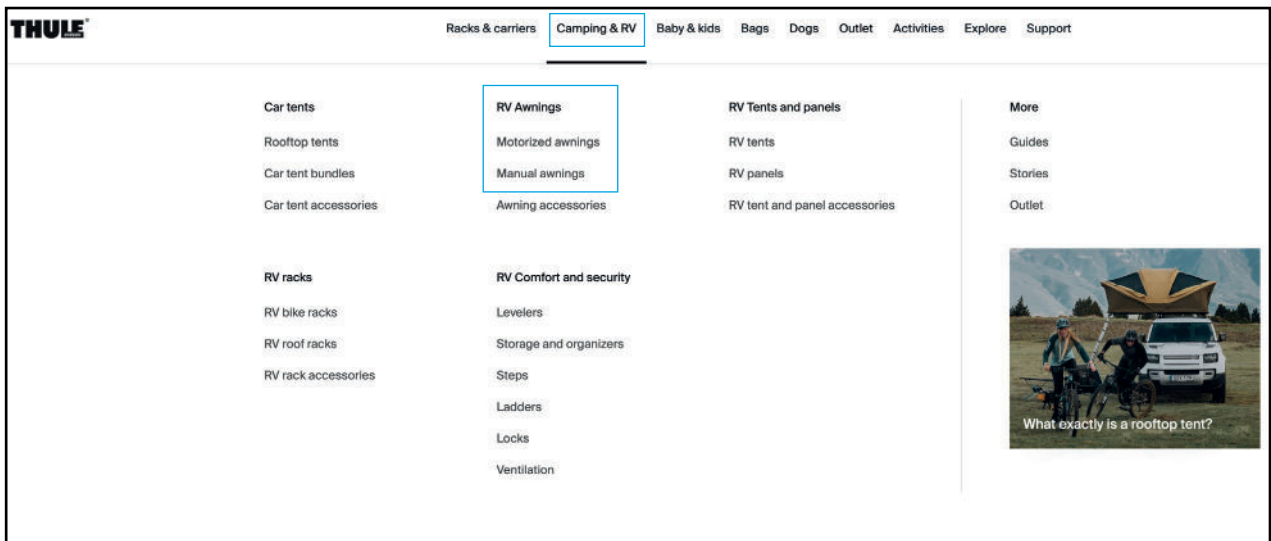 THULE®
Racks & carriers Camping & RV Baby & kids Bags Dogs Outlet Activities Explore Support
Car tents
Rooftop tents
Car tent bundles
Car tent accessories
RV Awnings
Motorized awnings
Manual awnings
Awning accessories
RV Tents and panels
RV tents
RV panels
RV tent and panel accessories
More
Guides
Stories
Outlet
RV racks
RV bike racks
RV roof racks
RV rack accessories
RV Comfort and security
Levelers
Storage and organizers
Steps
Ladders
Locks
Ventilation
What exactly is a rooftop tent?